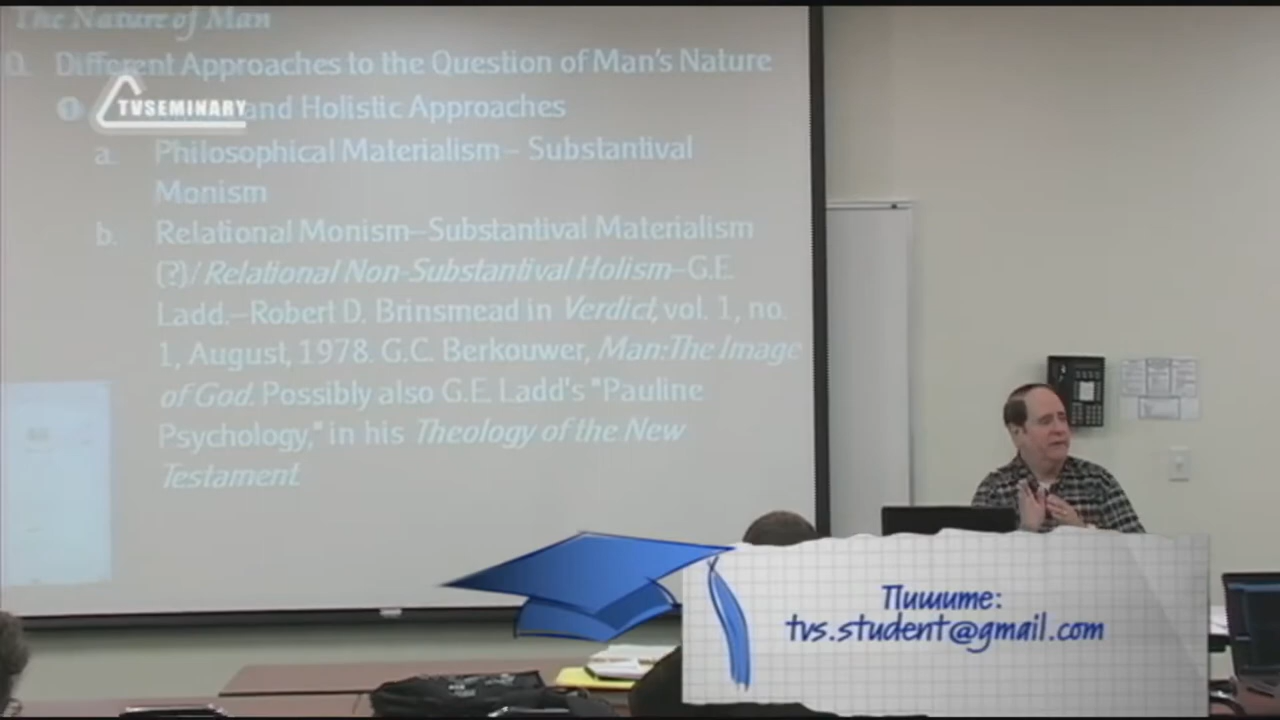 The Nature of Man
D. Different Approaches to the Question of Man's Nature
TVSEMINARY
1 and Holistic Approaches
a. Philosophical Materialism – Substantival
Monism
b. Relational Monism–Substantival Materialism
(?)/ Relational Non-Substantival Holism–G.E.
Ladd.–Robert D. Brinsmead in Verdict, vol. 1, no.
1, August, 1978. G.C. Berkouwer, Man:The Image
of God. Possibly also G.E. Ladd's "Pauline
Psychology," in his Theology of the New
Testament.
Пишите:
tvs.student@gmail.com